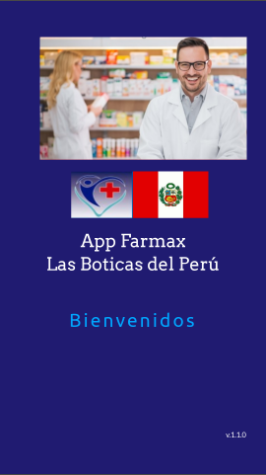 App Farmax
Las Boticas del Perú
Bienvenidos
v.1.1.0